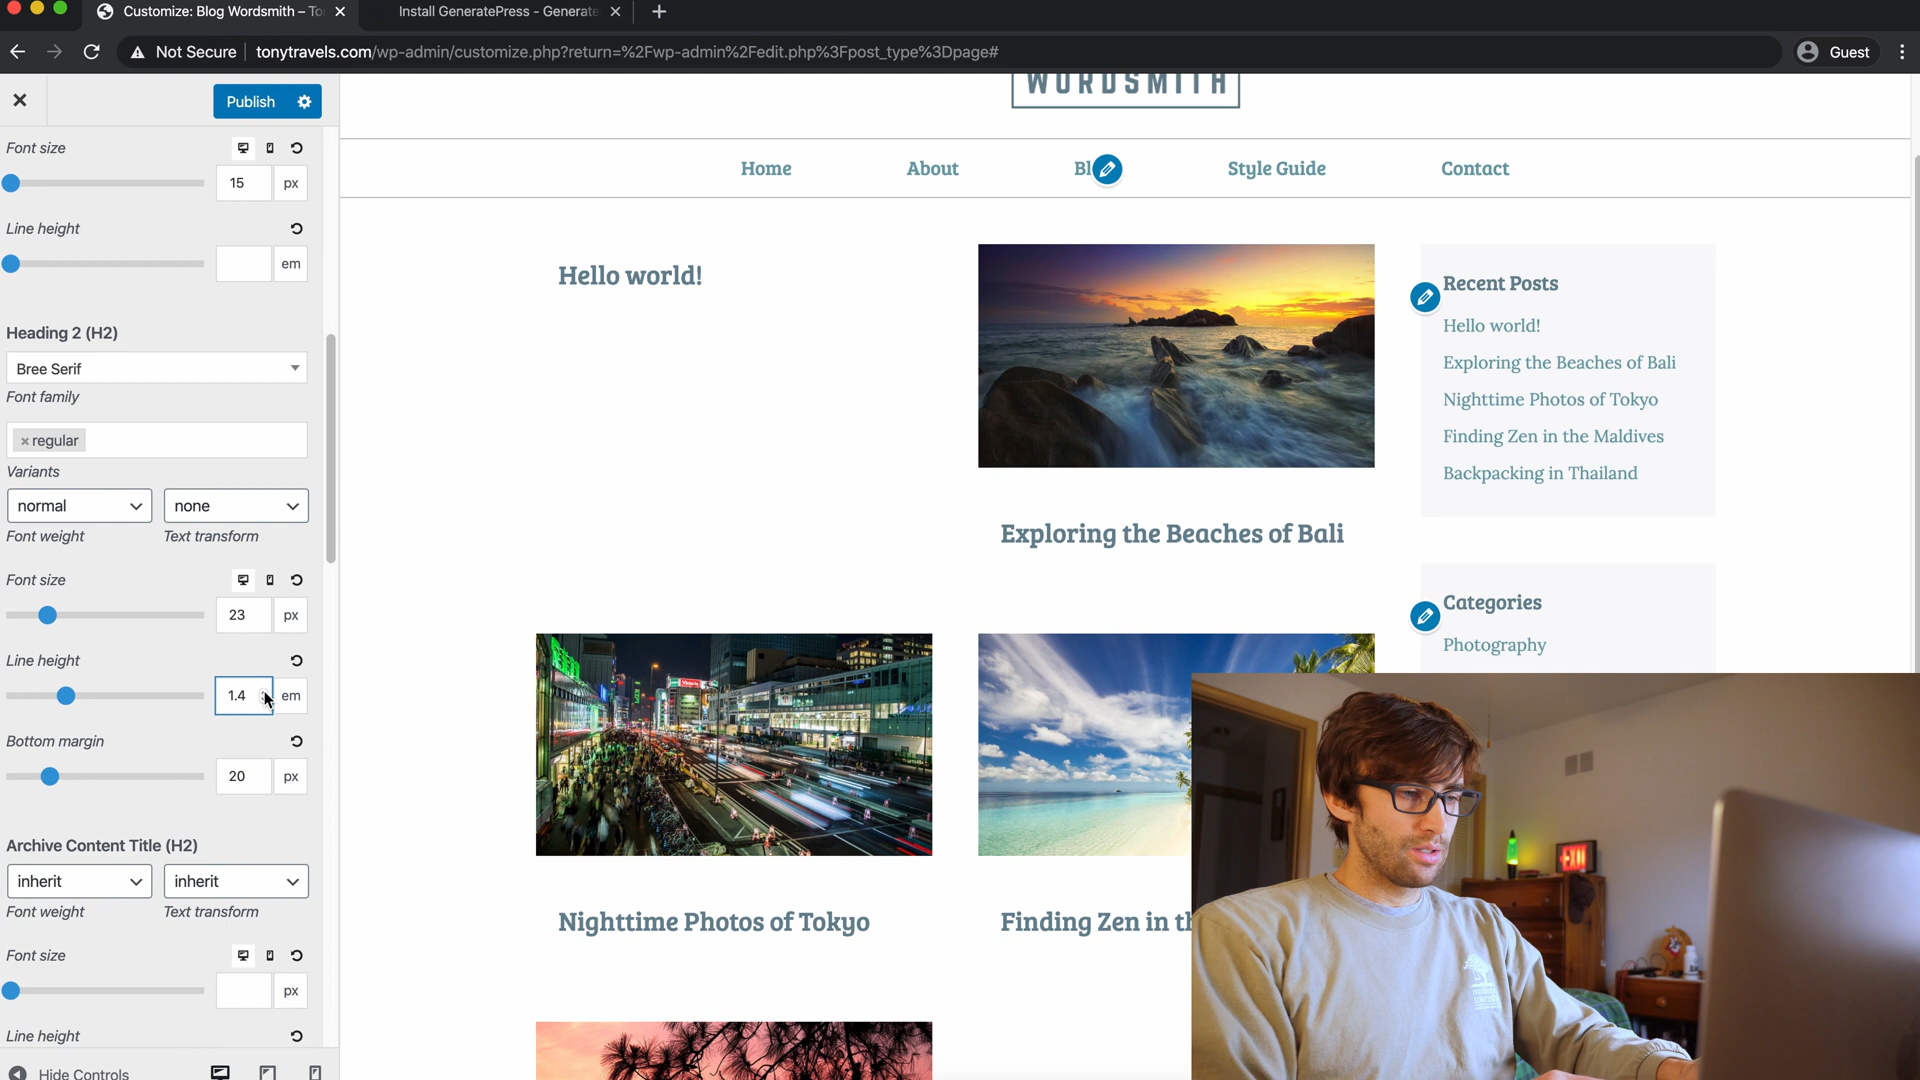 Customize: Blog Wordsmith – To
Install GeneratePress - Generate
Not Secure
tonytravels.com/wp-admin/customize.php?return=%2Fwp-admin%2Fedit.php%3Fpost_type%3Dpage#
Guest
Publish
WORDSMITH
Home
About
Bl
Style Guide
Contact
Font size
15
px
Line height
em
Heading 2 (H2)
Bree Serif
Font family
× regular
Variants
normal
none
Font weight
Text transform
Font size
23
px
Line height
1.4
em
Bottom margin
20
px
Archive Content Title (H2)
inherit
inherit
Font weight
Text transform
Font size
px
Line height
Hide Controls
Hello world!
Exploring the Beaches of Bali
Nighttime Photos of Tokyo
Finding Zen in th
Recent Posts
Hello world!
Exploring the Beaches of Bali
Nighttime Photos of Tokyo
Finding Zen in the Maldives
Backpacking in Thailand
Categories
Photography
EXIT